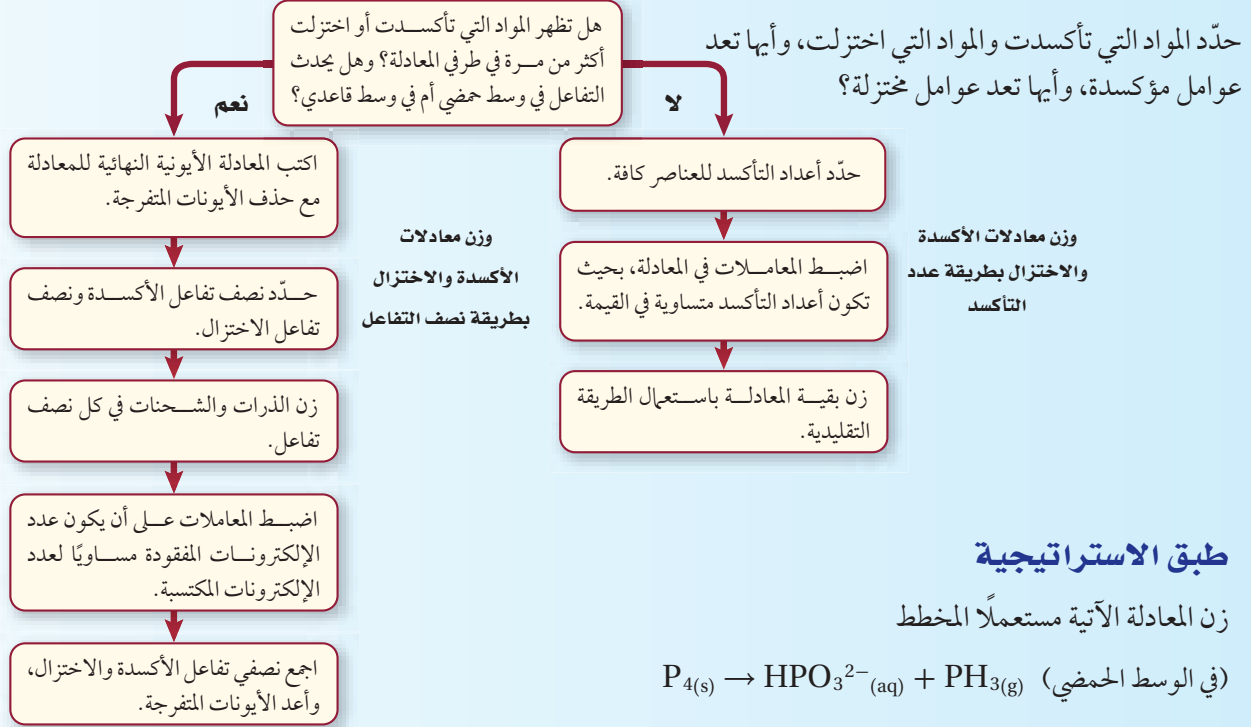 حدّد المواد التي تأكسدت والمواد التي اختزلت، وأيها تعد
عوامل مؤكسدة، وأيها تعد عوامل مختزلة؟
هل تظهر المواد التي تأكسدت أو اختزلت
أكثر من مرة في طرفي المعادلة؟ وهل يحدث
التفاعل في وسط حمضي أم في وسط قاعدي؟
لا
نعم
حدّد أعداد التأكسد للعناصر كافة.
اضبط المعاملات في المعادلة، بحيث
تكون أعداد التأكسد متساوية في القيمة.
زن بقية المعادلة باستعمال الطريقة
التقليدية.
وزن معادلات الأكسدة
والاختزال بطريقة عدد
التأكسد
اكتب المعادلة الأيونية النهائية للمعادلة
مع حذف الأيونات المتفرجة.
حدّد نصف تفاعل الأكسدة ونصف
تفاعل الاختزال.
زن الذرات والشحنات في كل نصف
تفاعل.
اضبط المعاملات على أن يكون عدد
الإلكترونات المفقودة مساويًا لعدد
الإلكترونات المكتسبة.
اجمع نصفي تفاعل الأكسدة والاختزال،
وأعد الأيونات المتفرجة.
وزن معادلات
الأكسدة والاختزال
بطريقة نصف التفاعل
طبق الاستراتيجية
زن المعادلة الآتية مستعملًا المخطط
P₄₍s₎ → HPO₃²⁻₍aq₎ + PH₃₍g₎ (في الوسط الحمضي)